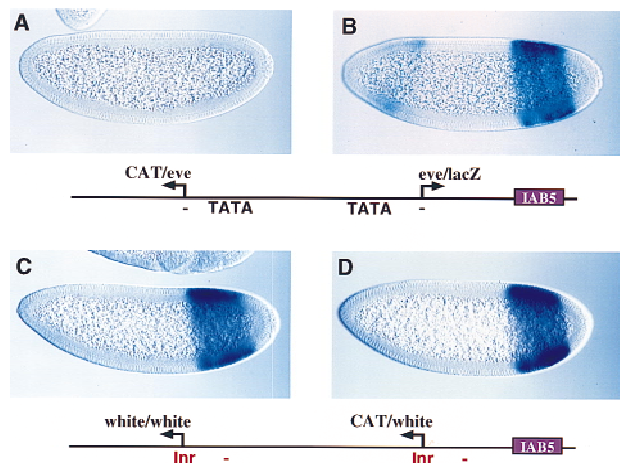 A
B
CAT/eve
eve/lacZ
IAB5
- TATA TATA -
C
D
white/white
CAT/white
IAB5
Inr - Inr -